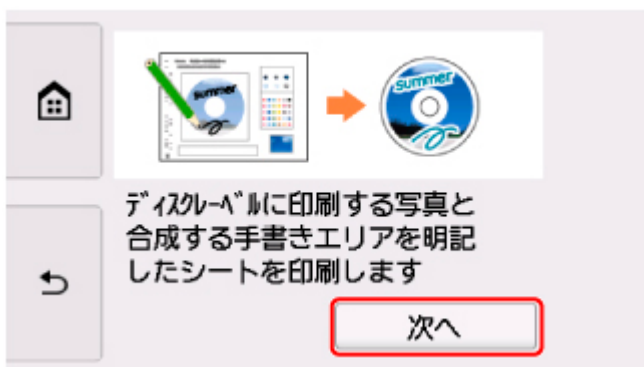 summer
summer
ディスクレーベルに印刷する写真と
合成する手書きエリアを明記
したシートを印刷します
次へ